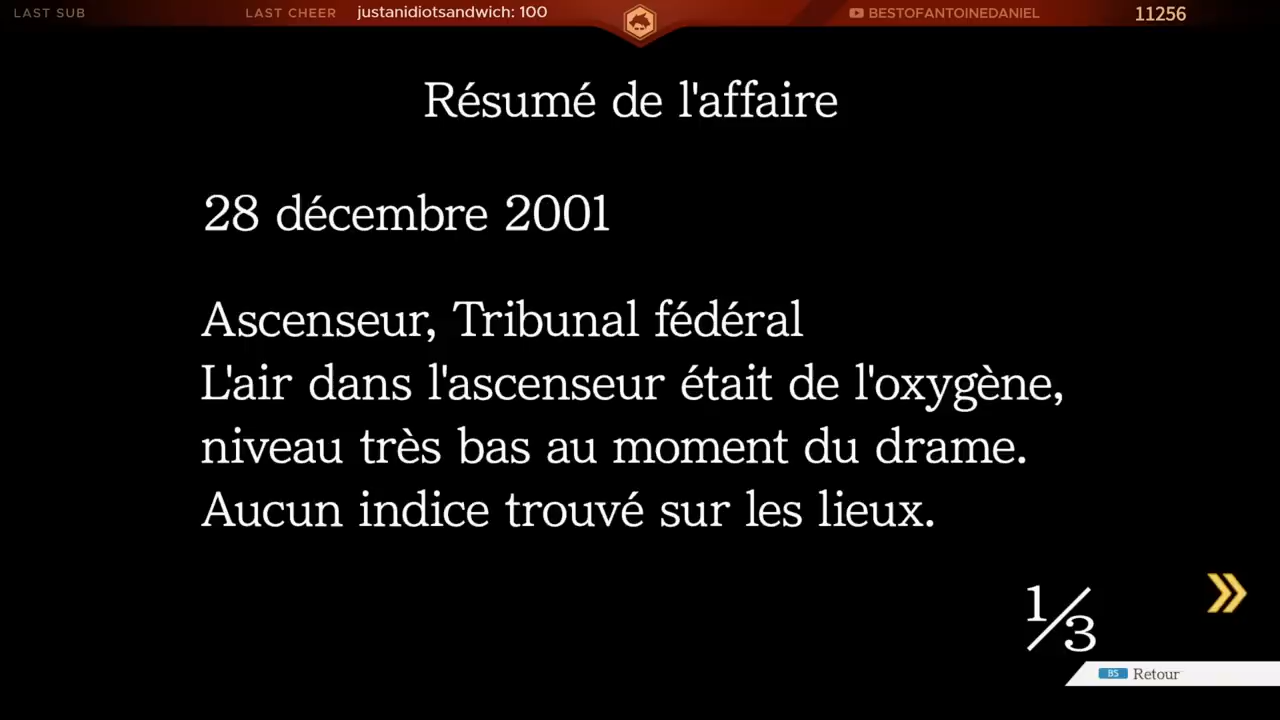 LAST SUB LAST CHEER justanidiotsandwich: 100 BESTOFANTOINEDANIEL 11256
Résumé de l'affaire
28 décembre 2001
Ascenseur, Tribunal fédéral
L'air dans l'ascenseur était de l'oxygène,
niveau très bas au moment du drame.
Aucun indice trouvé sur les lieux.
1/3
BS Retour